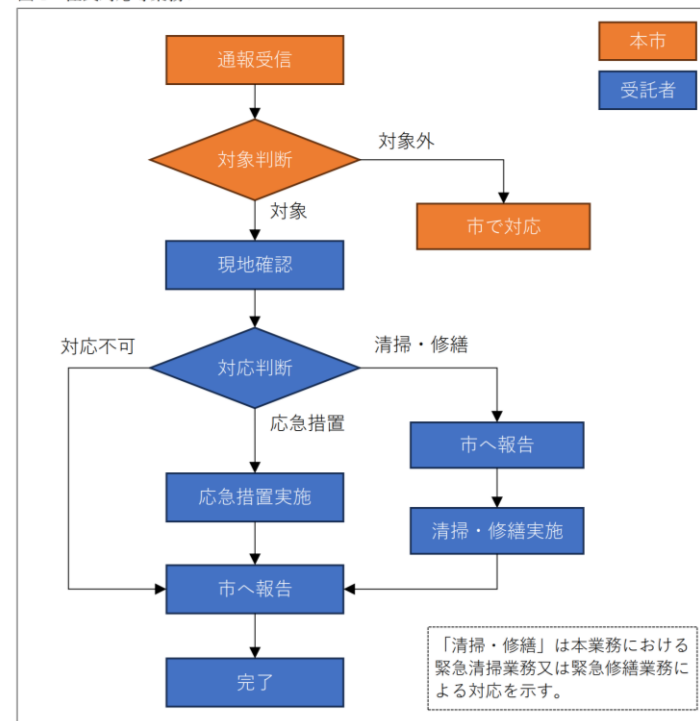 通報受信
本市
受託者
対象判断
対象外
対象
市で対応
現地確認
対応不可
対応判断
清掃・修繕
応急措置
市へ報告
応急措置実施
清掃・修繕実施
市へ報告
「清掃・修繕」は本業務における
緊急清掃業務又は緊急修繕業務に
よる対応を示す。
完了